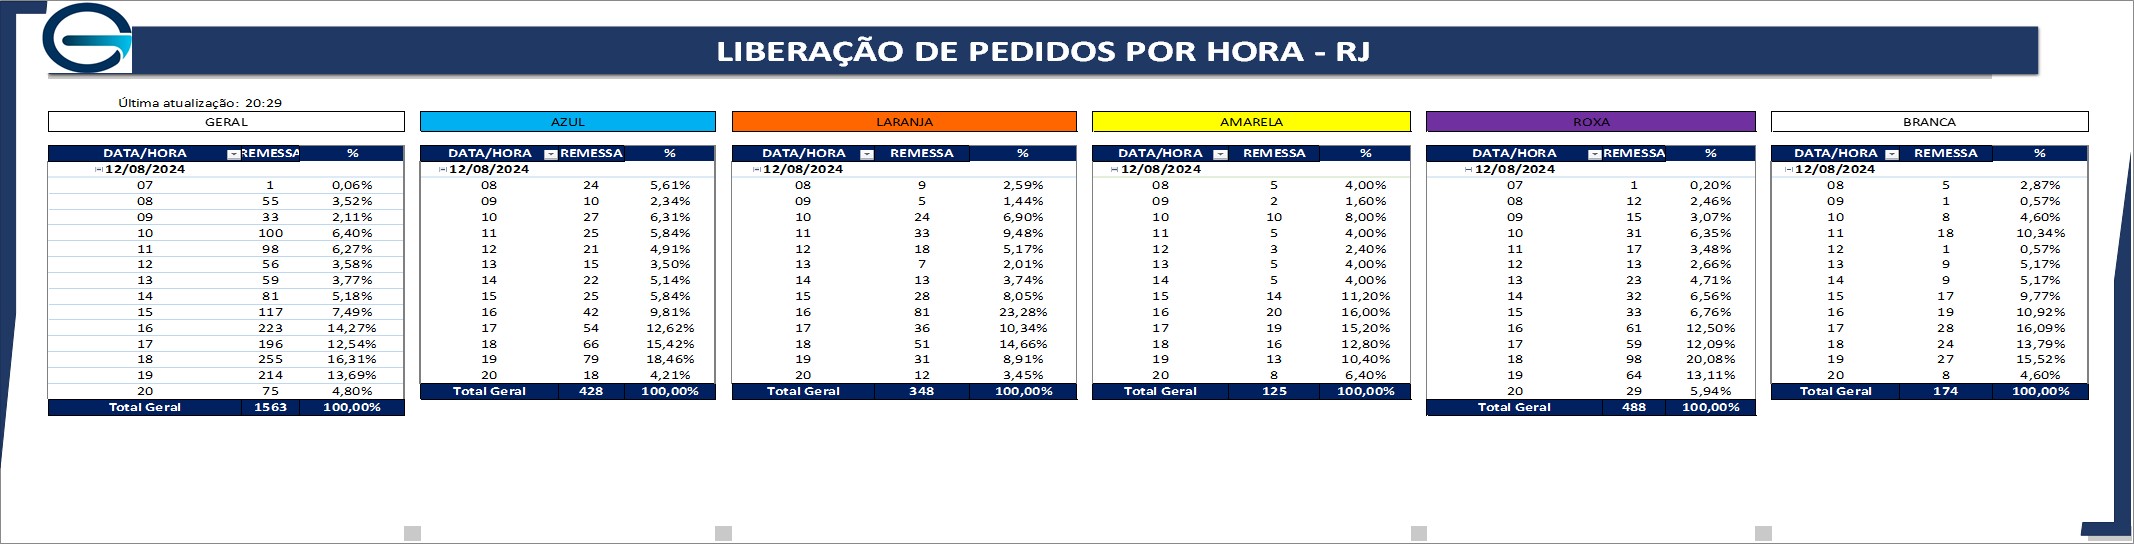 LIBERAÇÃO DE PEDIDOS POR HORA - RJ
Última atualização: 20:29
GERAL
DATA/HORA REMESSA %
12/08/2024
07 1 0,06%
08 55 3,52%
09 33 2,11%
10 100 6,40%
11 98 6,27%
12 56 3,58%
13 59 3,77%
14 81 5,18%
15 117 7,49%
16 223 14,27%
17 196 12,54%
18 255 16,31%
19 214 13,69%
20 75 4,80%
Total Geral 1563 100,00%
AZUL
DATA/HORA REMESSA %
12/08/2024
08 24 5,61%
09 10 2,34%
10 27 6,31%
11 25 5,84%
12 21 4,91%
13 15 3,50%
14 22 5,14%
15 25 5,84%
16 42 9,81%
17 54 12,62%
18 66 15,42%
19 79 18,46%
20 18 4,21%
Total Geral 428 100,00%
LARANJA
DATA/HORA REMESSA %
12/08/2024
08 9 2,59%
09 5 1,44%
10 24 6,90%
11 33 9,48%
12 18 5,17%
13 7 2,01%
14 13 3,74%
15 28 8,05%
16 81 23,28%
17 36 10,34%
18 51 14,66%
19 31 8,91%
20 12 3,45%
Total Geral 348 100,00%
AMARELA
DATA/HORA REMESSA %
12/08/2024
08 5 4,00%
09 2 1,60%
10 10 8,00%
11 5 4,00%
12 3 2,40%
13 5 4,00%
14 5 4,00%
15 14 11,20%
16 20 16,00%
17 19 15,20%
18 16 12,80%
19 13 10,40%
20 8 6,40%
Total Geral 125 100,00%
ROXA
DATA/HORA REMESSA %
12/08/2024
07 1 0,20%
08 12 2,46%
09 15 3,07%
10 31 6,35%
11 17 3,48%
12 13 2,66%
13 23 4,71%
14 32 6,56%
15 33 6,76%
16 61 12,50%
17 59 12,09%
18 98 20,08%
19 64 13,11%
20 29 5,94%
Total Geral 488 100,00%
BRANCA
DATA/HORA REMESSA %
12/08/2024
08 5 2,87%
09 1 0,57%
10 8 4,60%
11 18 10,34%
12 1 0,57%
13 9 5,17%
14 9 5,17%
15 17 9,77%
16 19 10,92%
17 28 16,09%
18 24 13,79%
19 27 15,52%
20 8 4,60%
Total Geral 174 100,00%